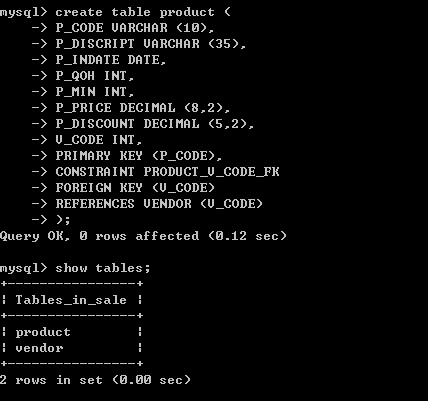 mysql> create table product (
    -> P_CODE VARCHAR (10),
    -> P_DISCRIPT VARCHAR (35),
    -> P_INDATE DATE,
    -> P_QOH INT,
    -> P_MIN INT,
    -> P_PRICE DECIMAL (8,2),
    -> P_DISCOUNT DECIMAL (5,2),
    -> V_CODE INT,
    -> PRIMARY KEY (P_CODE),
    -> CONSTRAINT PRODUCT_V_CODE_FK
    -> FOREIGN KEY (V_CODE)
    -> REFERENCES VENDOR (V_CODE)
    -> );
Query OK, 0 rows affected (0.12 sec)
mysql> show tables;
+----------------+
| Tables_in_sale |
+----------------+
| product        |
| vendor         |
+----------------+
2 rows in set (0.00 sec)